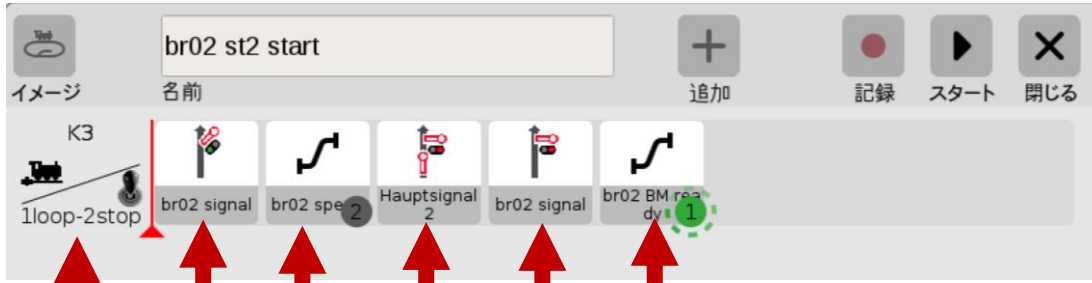 br02 st2 start
イメージ
名前
追加
記録
スタート
閉じる
K3
1loop-2stop
br02 signal
br02 spe
2
Hauptsignal
2
br02 signal
br02 BM rea
dy
1